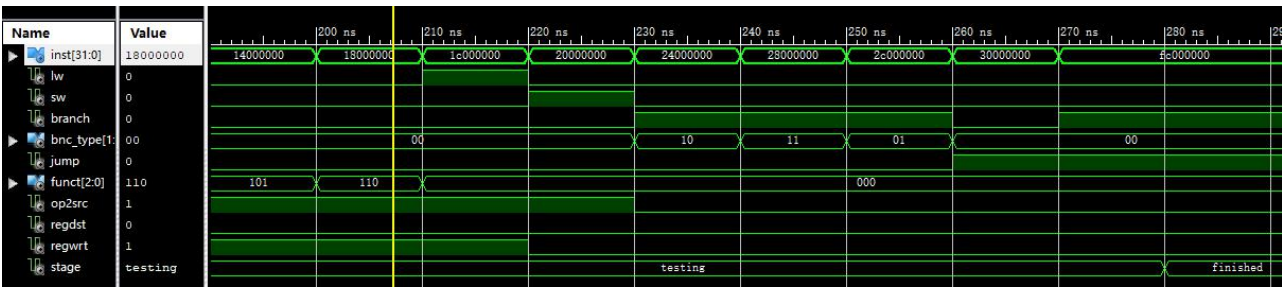 Name Value 200 ns 210 ns 220 ns 230 ns 240 ns 250 ns 260 ns 270 ns 280 ns 29
inst[31:0] 18000000 14000000 18000000 1c000000 20000000 24000000 28000000 2c000000 30000000 fc000000
lw 0
sw 0
branch 0
bnc_type[1: 00 00 10 11 01 00
jump 0
funct[2:0] 110 101 110 000
op2src 1
regdst 0
regwrt 1
stage testing testing finished